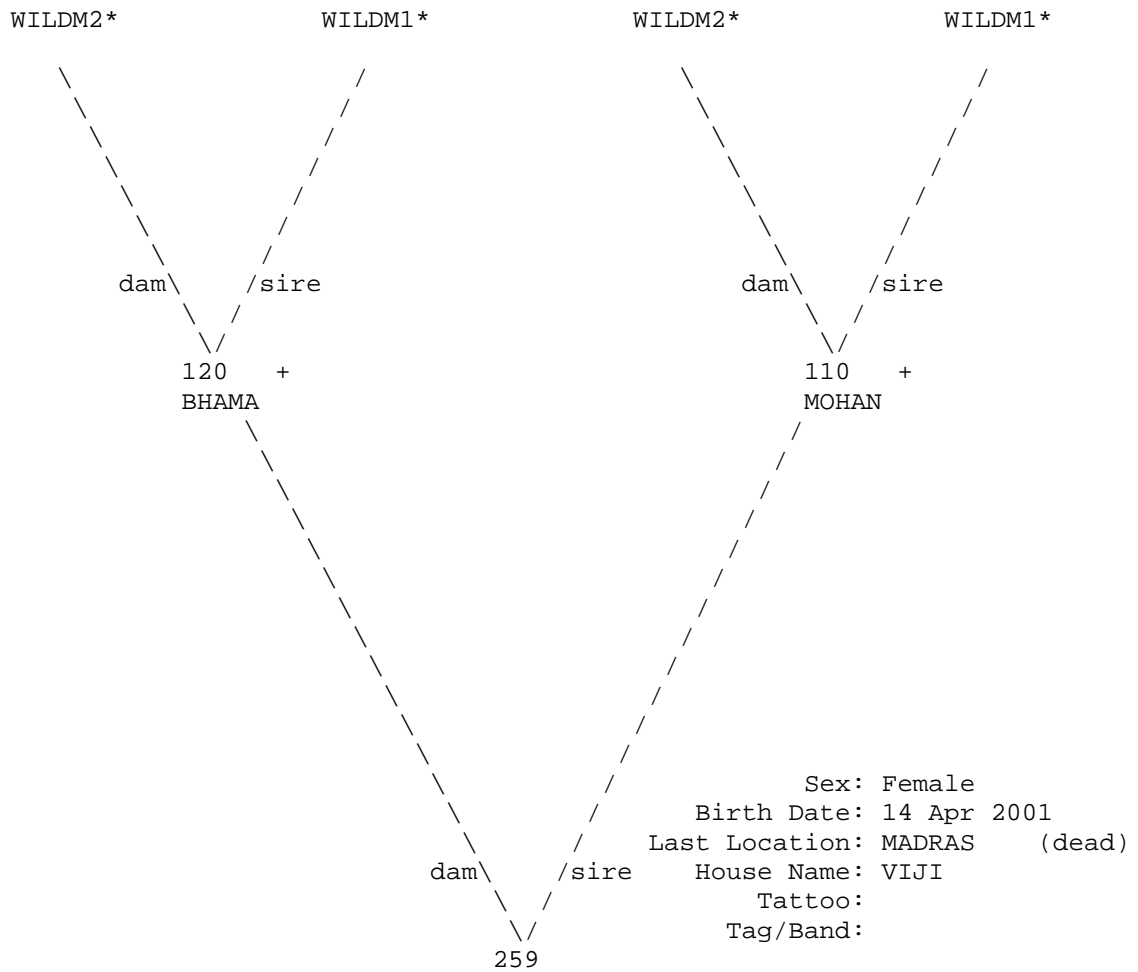 WILDM2* WILDM1* WILDM2* WILDM1*
dam sire dam sire
120 + 110 +
BHAMA MOHAN
Sex: Female
Birth Date: 14 Apr 2001
Last Location: MADRAS (dead)
dam sire House Name: VIJI
Tattoo:
Tag/Band:
259